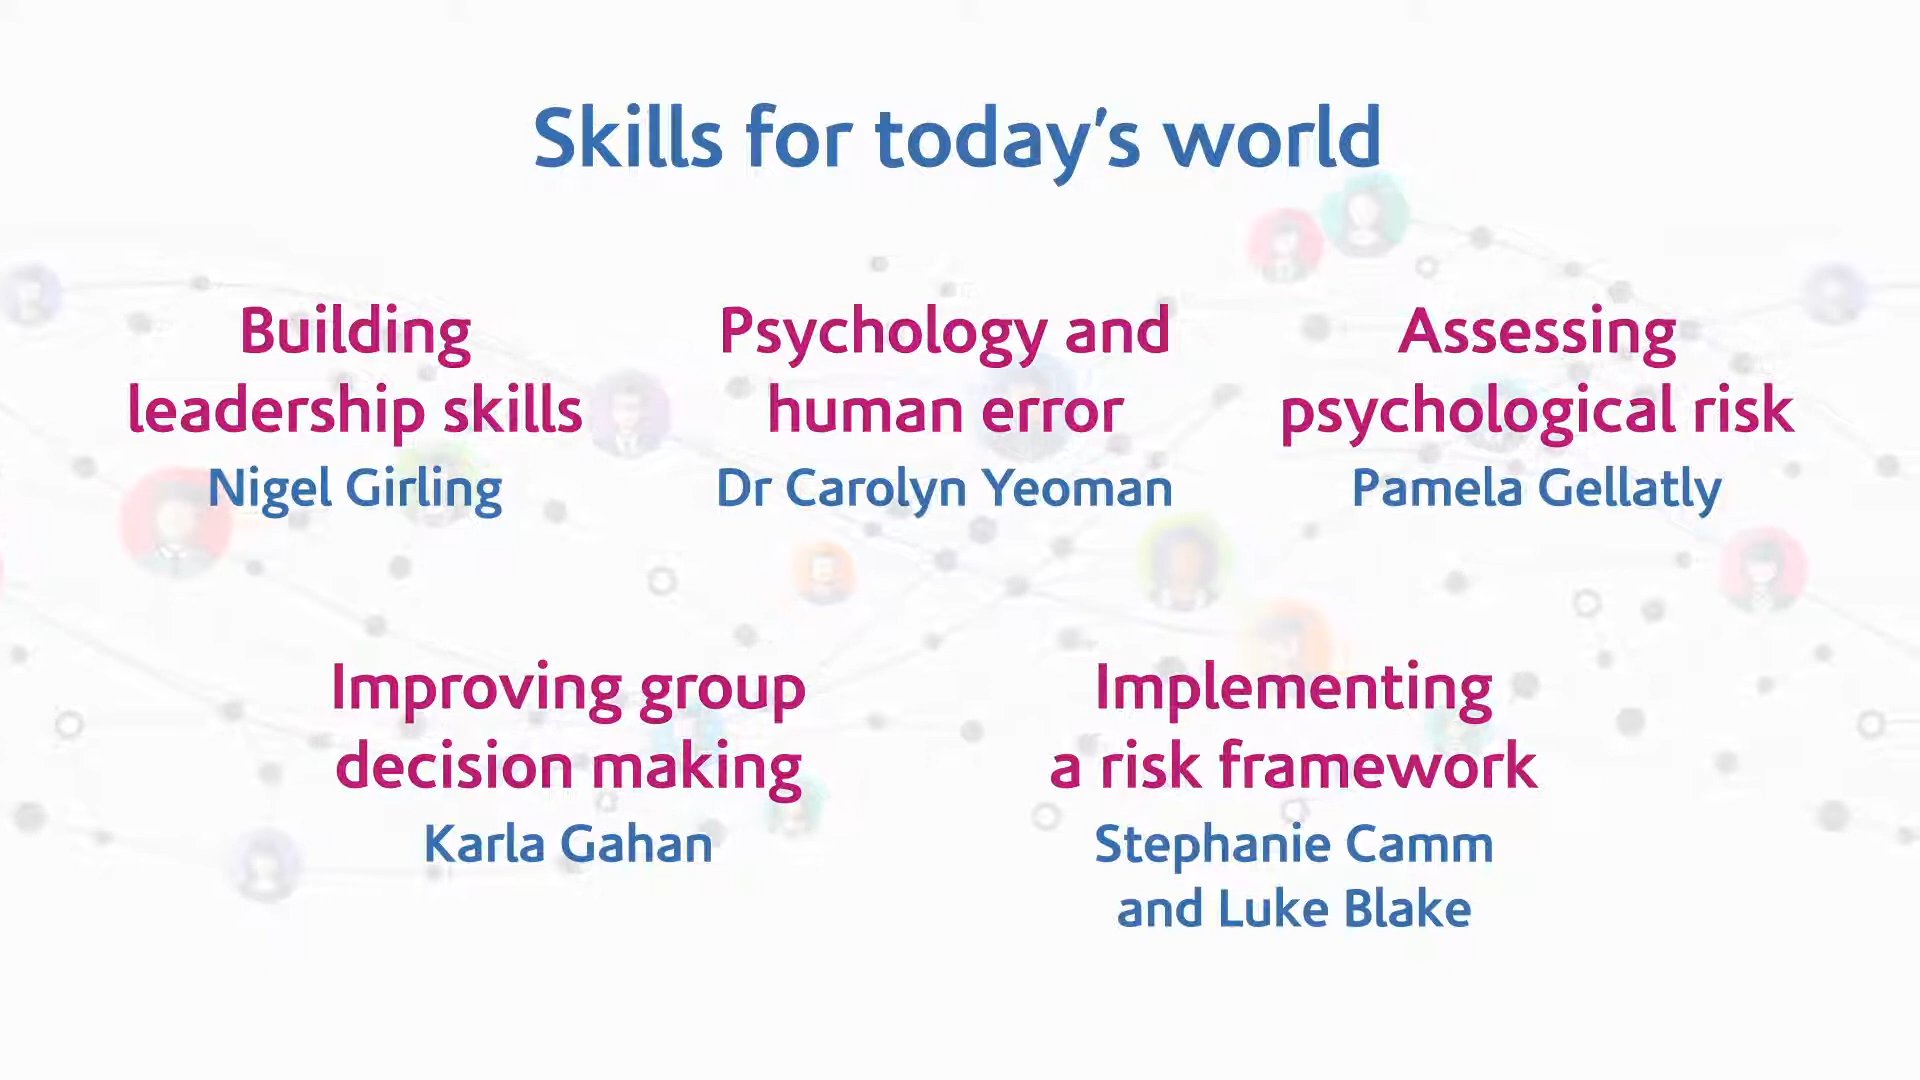 Skills for today's world
Building
leadership skills
Nigel Girling
Psychology and
human error
Dr Carolyn Yeoman
Assessing
psychological risk
Pamela Gellatly
Improving group
decision making
Karla Gahan
Implementing
a risk framework
Stephanie Camm
and Luke Blake